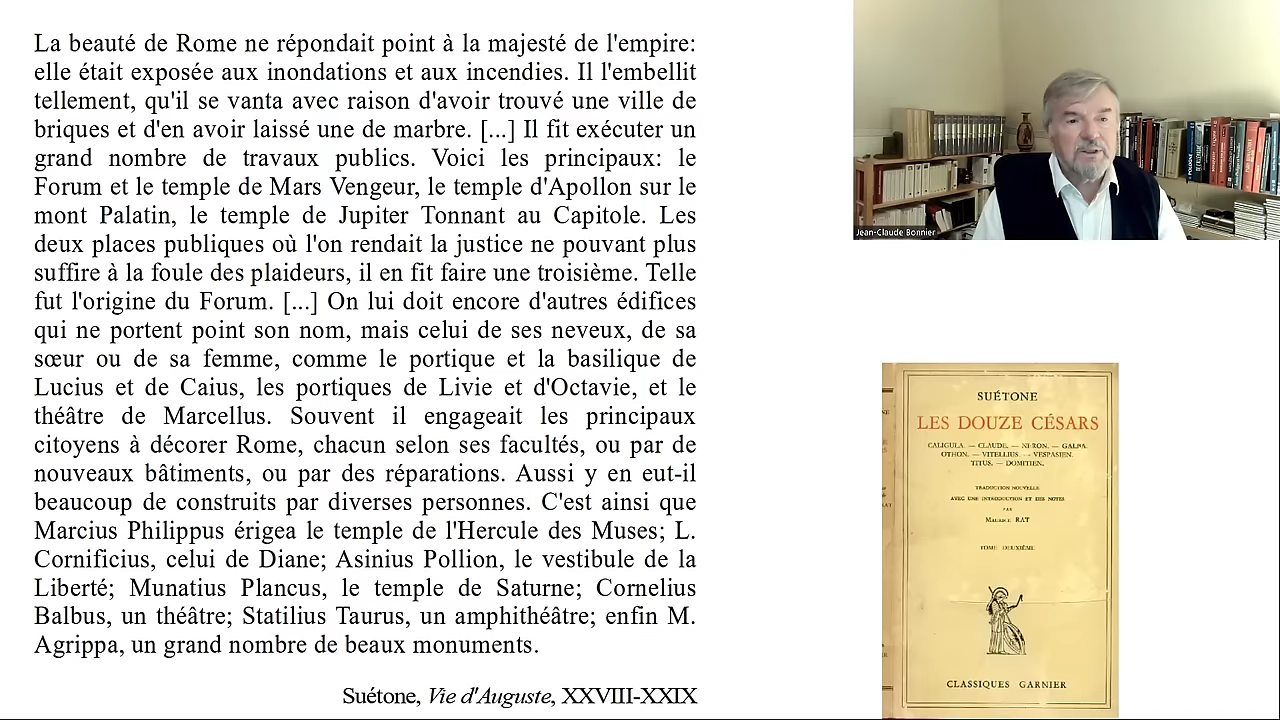 La beauté de Rome ne répondait point à la majesté de l'empire:
elle était exposée aux inondations et aux incendies. Il l'embellit
tellement, qu'il se vanta avec raison d'avoir trouvé une ville de
briques et d'en avoir laissé une de marbre. [...] Il fit exécuter un
grand nombre de travaux publics. Voici les principaux: le
Forum et le temple de Mars Vengeur, le temple d'Apollon sur le
mont Palatin, le temple de Jupiter Tonnant au Capitole. Les
deux places publiques où l'on rendait la justice ne pouvant plus
suffire à la foule des plaideurs, il en fit faire une troisième. Telle
fut l'origine du Forum. [...] On lui doit encore d'autres édifices
qui ne portent point son nom, mais celui de ses neveux, de sa
sœur ou de sa femme, comme le portique et la basilique de
Lucius et de Caius, les portiques de Livie et d'Octavie, et le
théâtre de Marcellus. Souvent il engageait les principaux
citoyens à décorer Rome, chacun selon ses facultés, ou par de
nouveaux bâtiments, ou par des réparations. Aussi y en eut-il
beaucoup de construits par diverses personnes. C'est ainsi que
Marcius Philippus érigea le temple de l'Hercule des Muses; L.
Cornificius, celui de Diane; Asinius Pollion, le vestibule de la
Liberté; Munatius Plancus, le temple de Saturne; Cornelius
Balbus, un théâtre; Statilius Taurus, un amphithéâtre; enfin M.
Agrippa, un grand nombre de beaux monuments.
Suétone, Vie d'Auguste, XXVIII-XXIX
Jean-Claude Bonnier
SUÉTONE
LES DOUZE CÉSARS
CALIGULA. — CLAUDE. — NÉRON. — GALBA.
OTHON. — VITELLIUS. — VESPASIEN.
TITUS. — DOMITIEN.
TRADUCTION NOUVELLE
AVEC UNE INTRODUCTION ET DES NOTES
PAR
MAURICE RAT
TOME DEUXIÈME
CLASSIQUES GARNIER